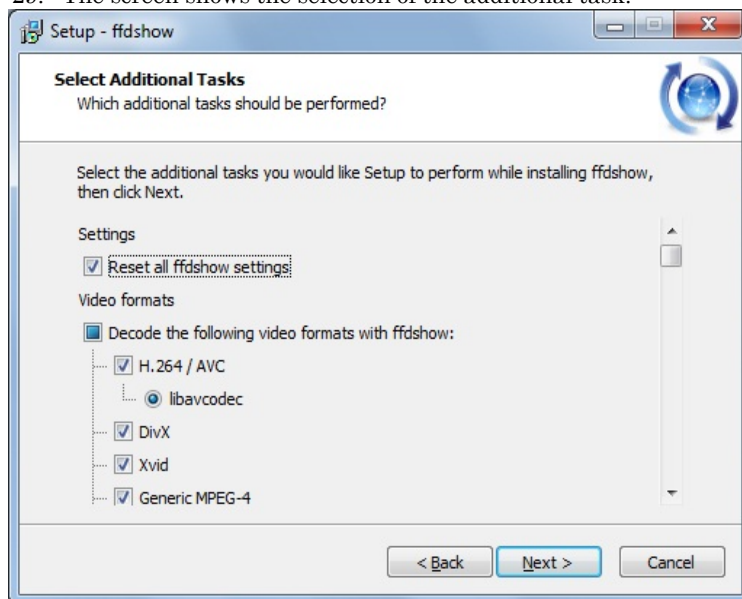 29. The screen shows the selection of the additional task.
Setup - ffdshow
Select Additional Tasks
Which additional tasks should be performed?
Select the additional tasks you would like Setup to perform while installing ffdshow,
then click Next.
Settings
Reset all ffdshow settings
Video formats
Decode the following video formats with ffdshow:
H.264 / AVC
libavcodec
DivX
Xvid
Generic MPEG-4
< Back Next > Cancel